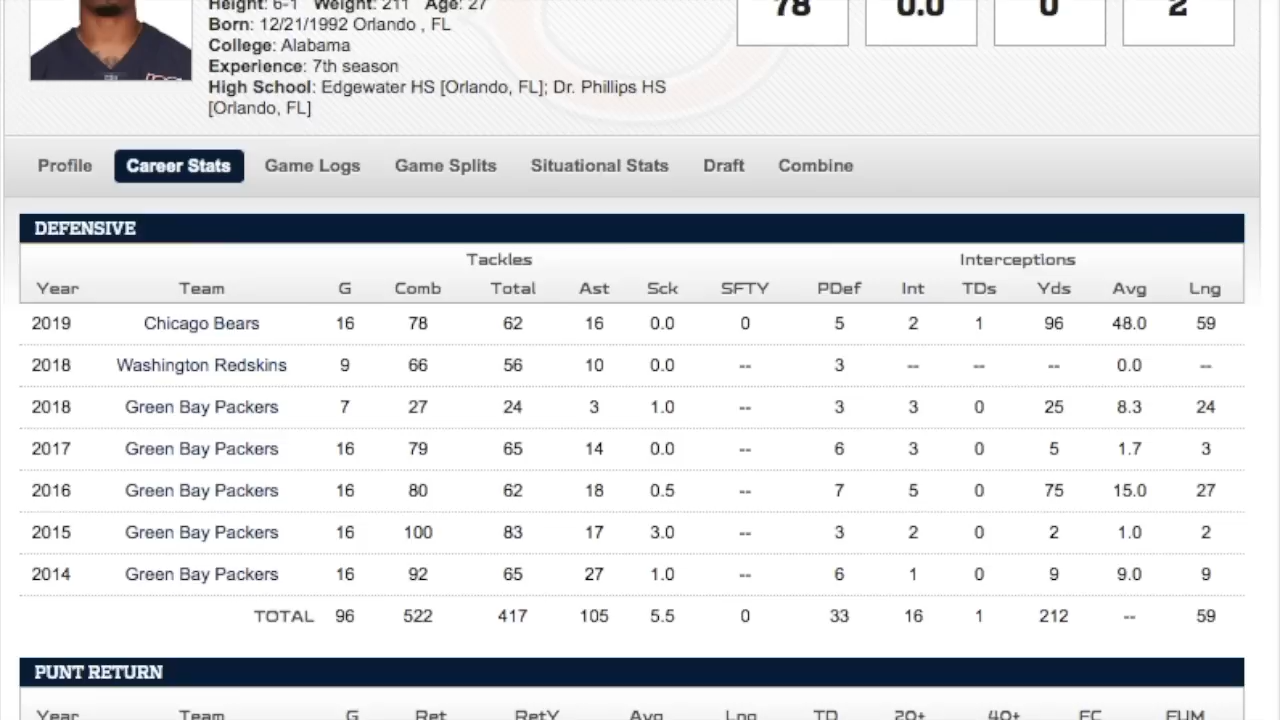 Height: 6-1 Weight: 211 Age: 27
78 0.0 0 2
Born: 12/21/1992 Orlando , FL
College: Alabama
Experience: 7th season
High School: Edgewater HS [Orlando, FL]; Dr. Phillips HS
[Orlando, FL]
Profile Career Stats Game Logs Game Splits Situational Stats Draft Combine
DEFENSIVE
Tackles Interceptions
Year Team G Comb Total Ast Sck SFTY PDef Int TDs Yds Avg Lng
2019 Chicago Bears 16 78 62 16 0.0 0 5 2 1 96 48.0 59
2018 Washington Redskins 9 66 56 10 0.0 -- 3 -- -- -- 0.0 --
2018 Green Bay Packers 7 27 24 3 1.0 -- 3 3 0 25 8.3 24
2017 Green Bay Packers 16 79 65 14 0.0 -- 6 3 0 5 1.7 3
2016 Green Bay Packers 16 80 62 18 0.5 -- 7 5 0 75 15.0 27
2015 Green Bay Packers 16 100 83 17 3.0 -- 3 2 0 2 1.0 2
2014 Green Bay Packers 16 92 65 27 1.0 -- 6 1 0 9 9.0 9
TOTAL 96 522 417 105 5.5 0 33 16 1 212 -- 59
PUNT RETURN
Year Team G Ret RetY Avg Lng TD 20+ 40+ FC FUM